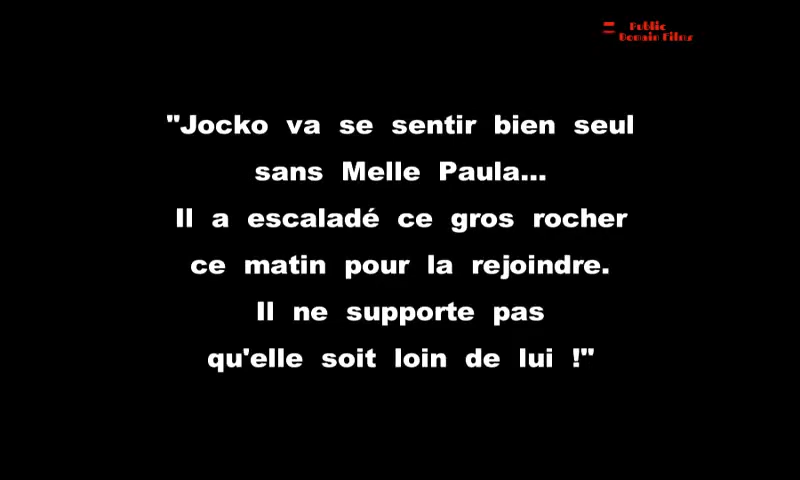 Public
Domain Films
"Jocko va se sentir bien seul
sans Melle Paula...
Il a escaladé ce gros rocher
ce matin pour la rejoindre.
Il ne supporte pas
qu'elle soit loin de lui !"